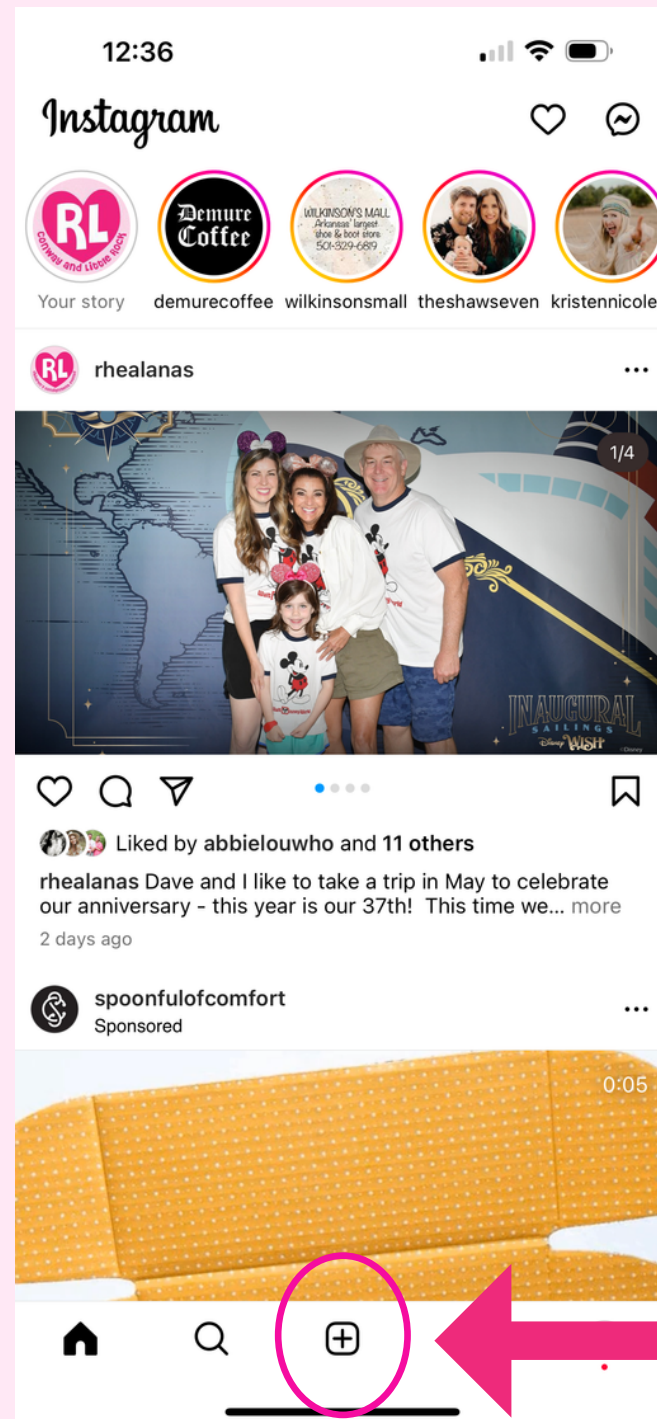 12:36
Instagram
RL
Conway and Little Rock
Demure
Coffee
WILKINSON'S MALL
Arkansas' largest
shoe & boot store
501-329-6819
Your story
demurecoffee
wilkinsonsmall
theshawseven
kristennicole
RL
rhealanas
1/4
INAUGURAL
SAILINGS
Disney WISH
©Disney
Liked by abbielouwho and 11 others
rhealanas Dave and I like to take a trip in May to celebrate
our anniversary - this year is our 37th! This time we... more
2 days ago
spoonfulofcomfort
Sponsored
0:05